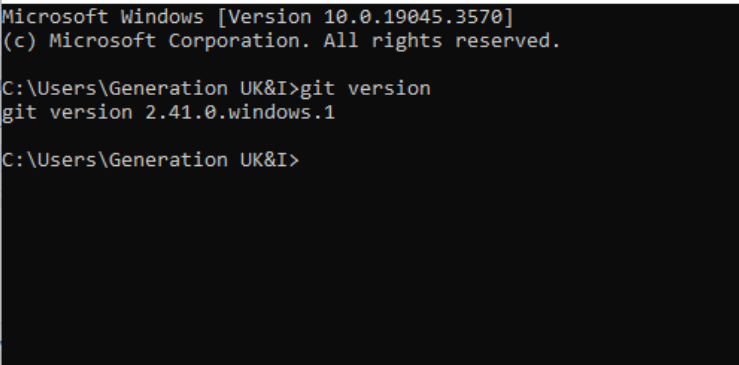 Microsoft Windows [Version 10.0.19045.3570]
(c) Microsoft Corporation. All rights reserved.
C:\Users\Generation UK&I>git version
git version 2.41.0.windows.1
C:\Users\Generation UK&I>